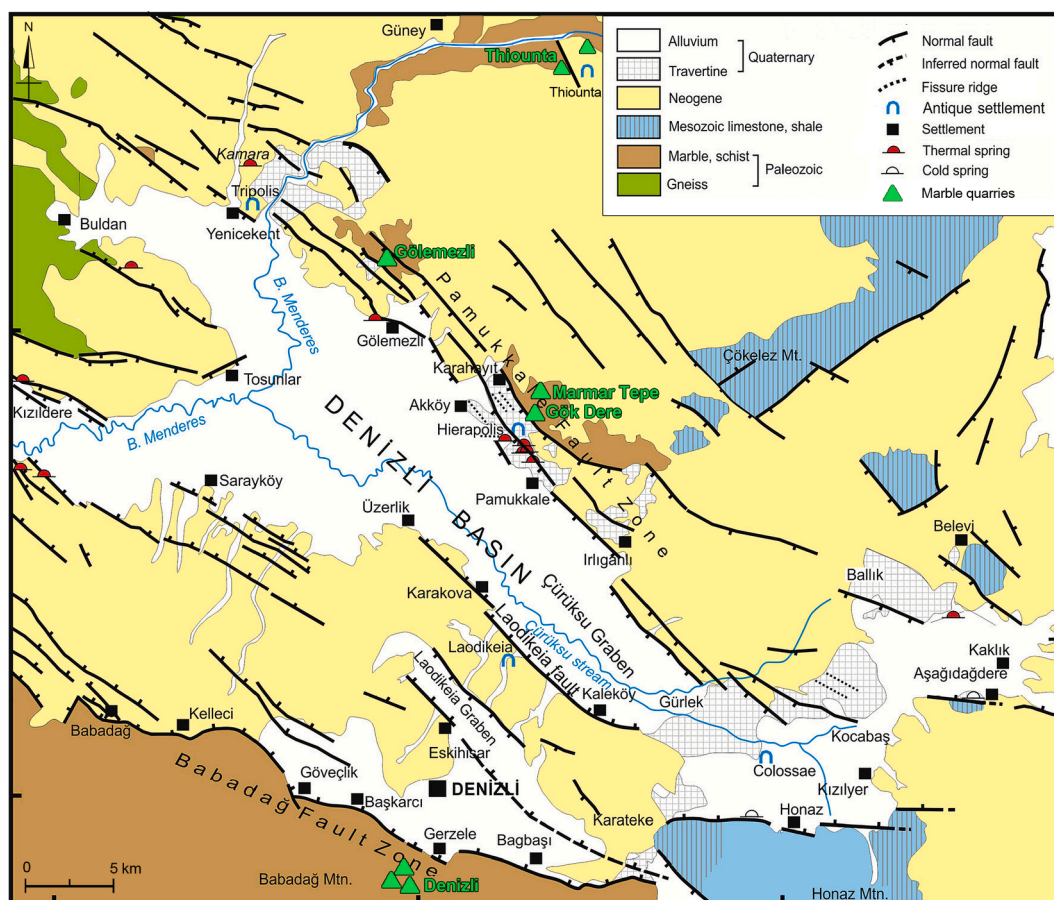 N
Güney
Thiounta
Thiounta
Kamara
Tripolis
Buldan
Yenicekent
Gölemezli
B. Menderes
Gölemezli
Pamukkale Fault Zone
Çökelez Mt.
Tosunlar
Karahayıt
Marmar Tepe
Kızıldere
Akköy
Gök Dere
Hierapolis
B. Menderes
DENİZLİ BASIN
Sarayköy
Pamukkale
Üzerlik
Belevi
Irlıganlı
Ballık
Karakova
Çürüksu Graben
Laodikeia fault
Çürüksu stream
Laodikeia
Kaklık
Aşağıdağdere
Laodikeia Graben
Kaleköy
Gürlek
Babadağ
Kelleci
Eskihisar
Kocabaş
Colossae
Göveçlik
DENİZLİ
Kızılyer
Başkarcı
Honaz
Karateke
Babadağ Fault Zone
Gerzele
Bagbaşı
0 5 km
Babadağ Mtn.
Denizli
Honaz Mtn.
Alluvium
Travertine
Quaternary
Neogene
Mesozoic limestone, shale
Marble, schist
Gneiss
Paleozoic
Normal fault
Inferred normal fault
Fissure ridge
Antique settlement
Settlement
Thermal spring
Cold spring
Marble quarries